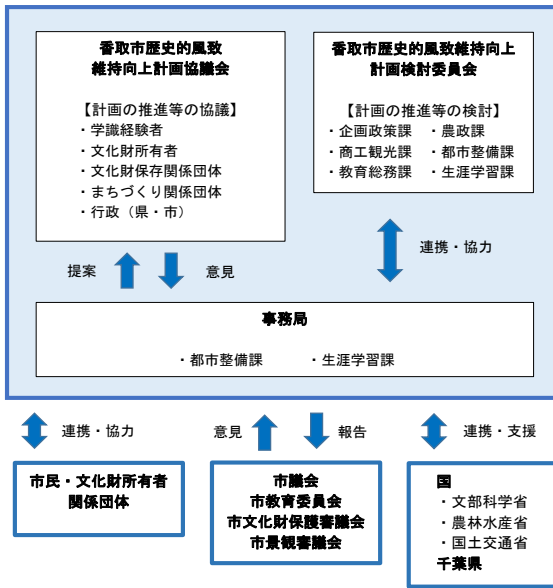 香取市歴史的風致
維持向上計画協議会
【計画の推進等の協議】
・学識経験者
・文化財所有者
・文化財保存関係団体
・まちづくり関係団体
・行政（県・市）
香取市歴史的風致維持向上
計画検討委員会
【計画の推進等の検討】
・企画政策課 ・農政課
・商工観光課 ・都市整備課
・教育総務課 ・生涯学習課
提案 意見
連携・協力
事務局
・都市整備課 ・生涯学習課
連携・協力
意見 報告
連携・支援
市民・文化財所有者
関係団体
市議会
市教育委員会
市文化財保護審議会
市景観審議会
国
・文部科学省
・農林水産省
・国土交通省
千葉県